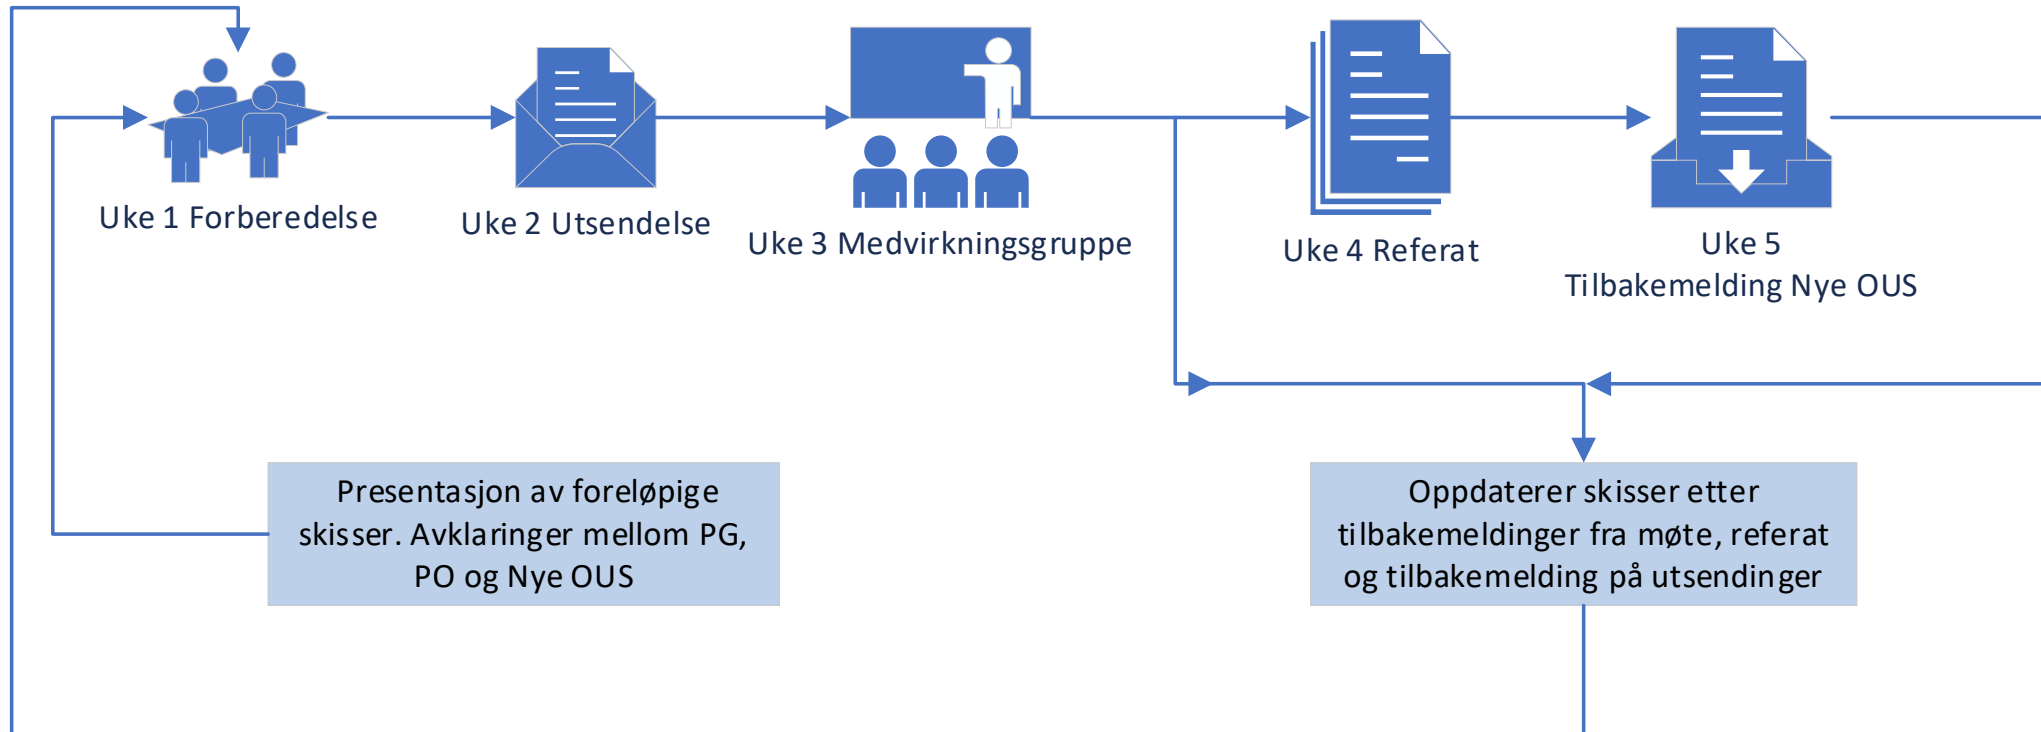 Uke 1 Forberedelse
Uke 2 Utsendelse
Uke 3 Medvirkningsgruppe
Uke 4 Referat
Uke 5
Tilbakemelding Nye OUS
Presentasjon av foreløpige
skisser. Avklaringer mellom PG,
PO og Nye OUS
Oppdaterer skisser etter
tilbakemeldinger fra møte, referat
og tilbakemelding på utsendinger